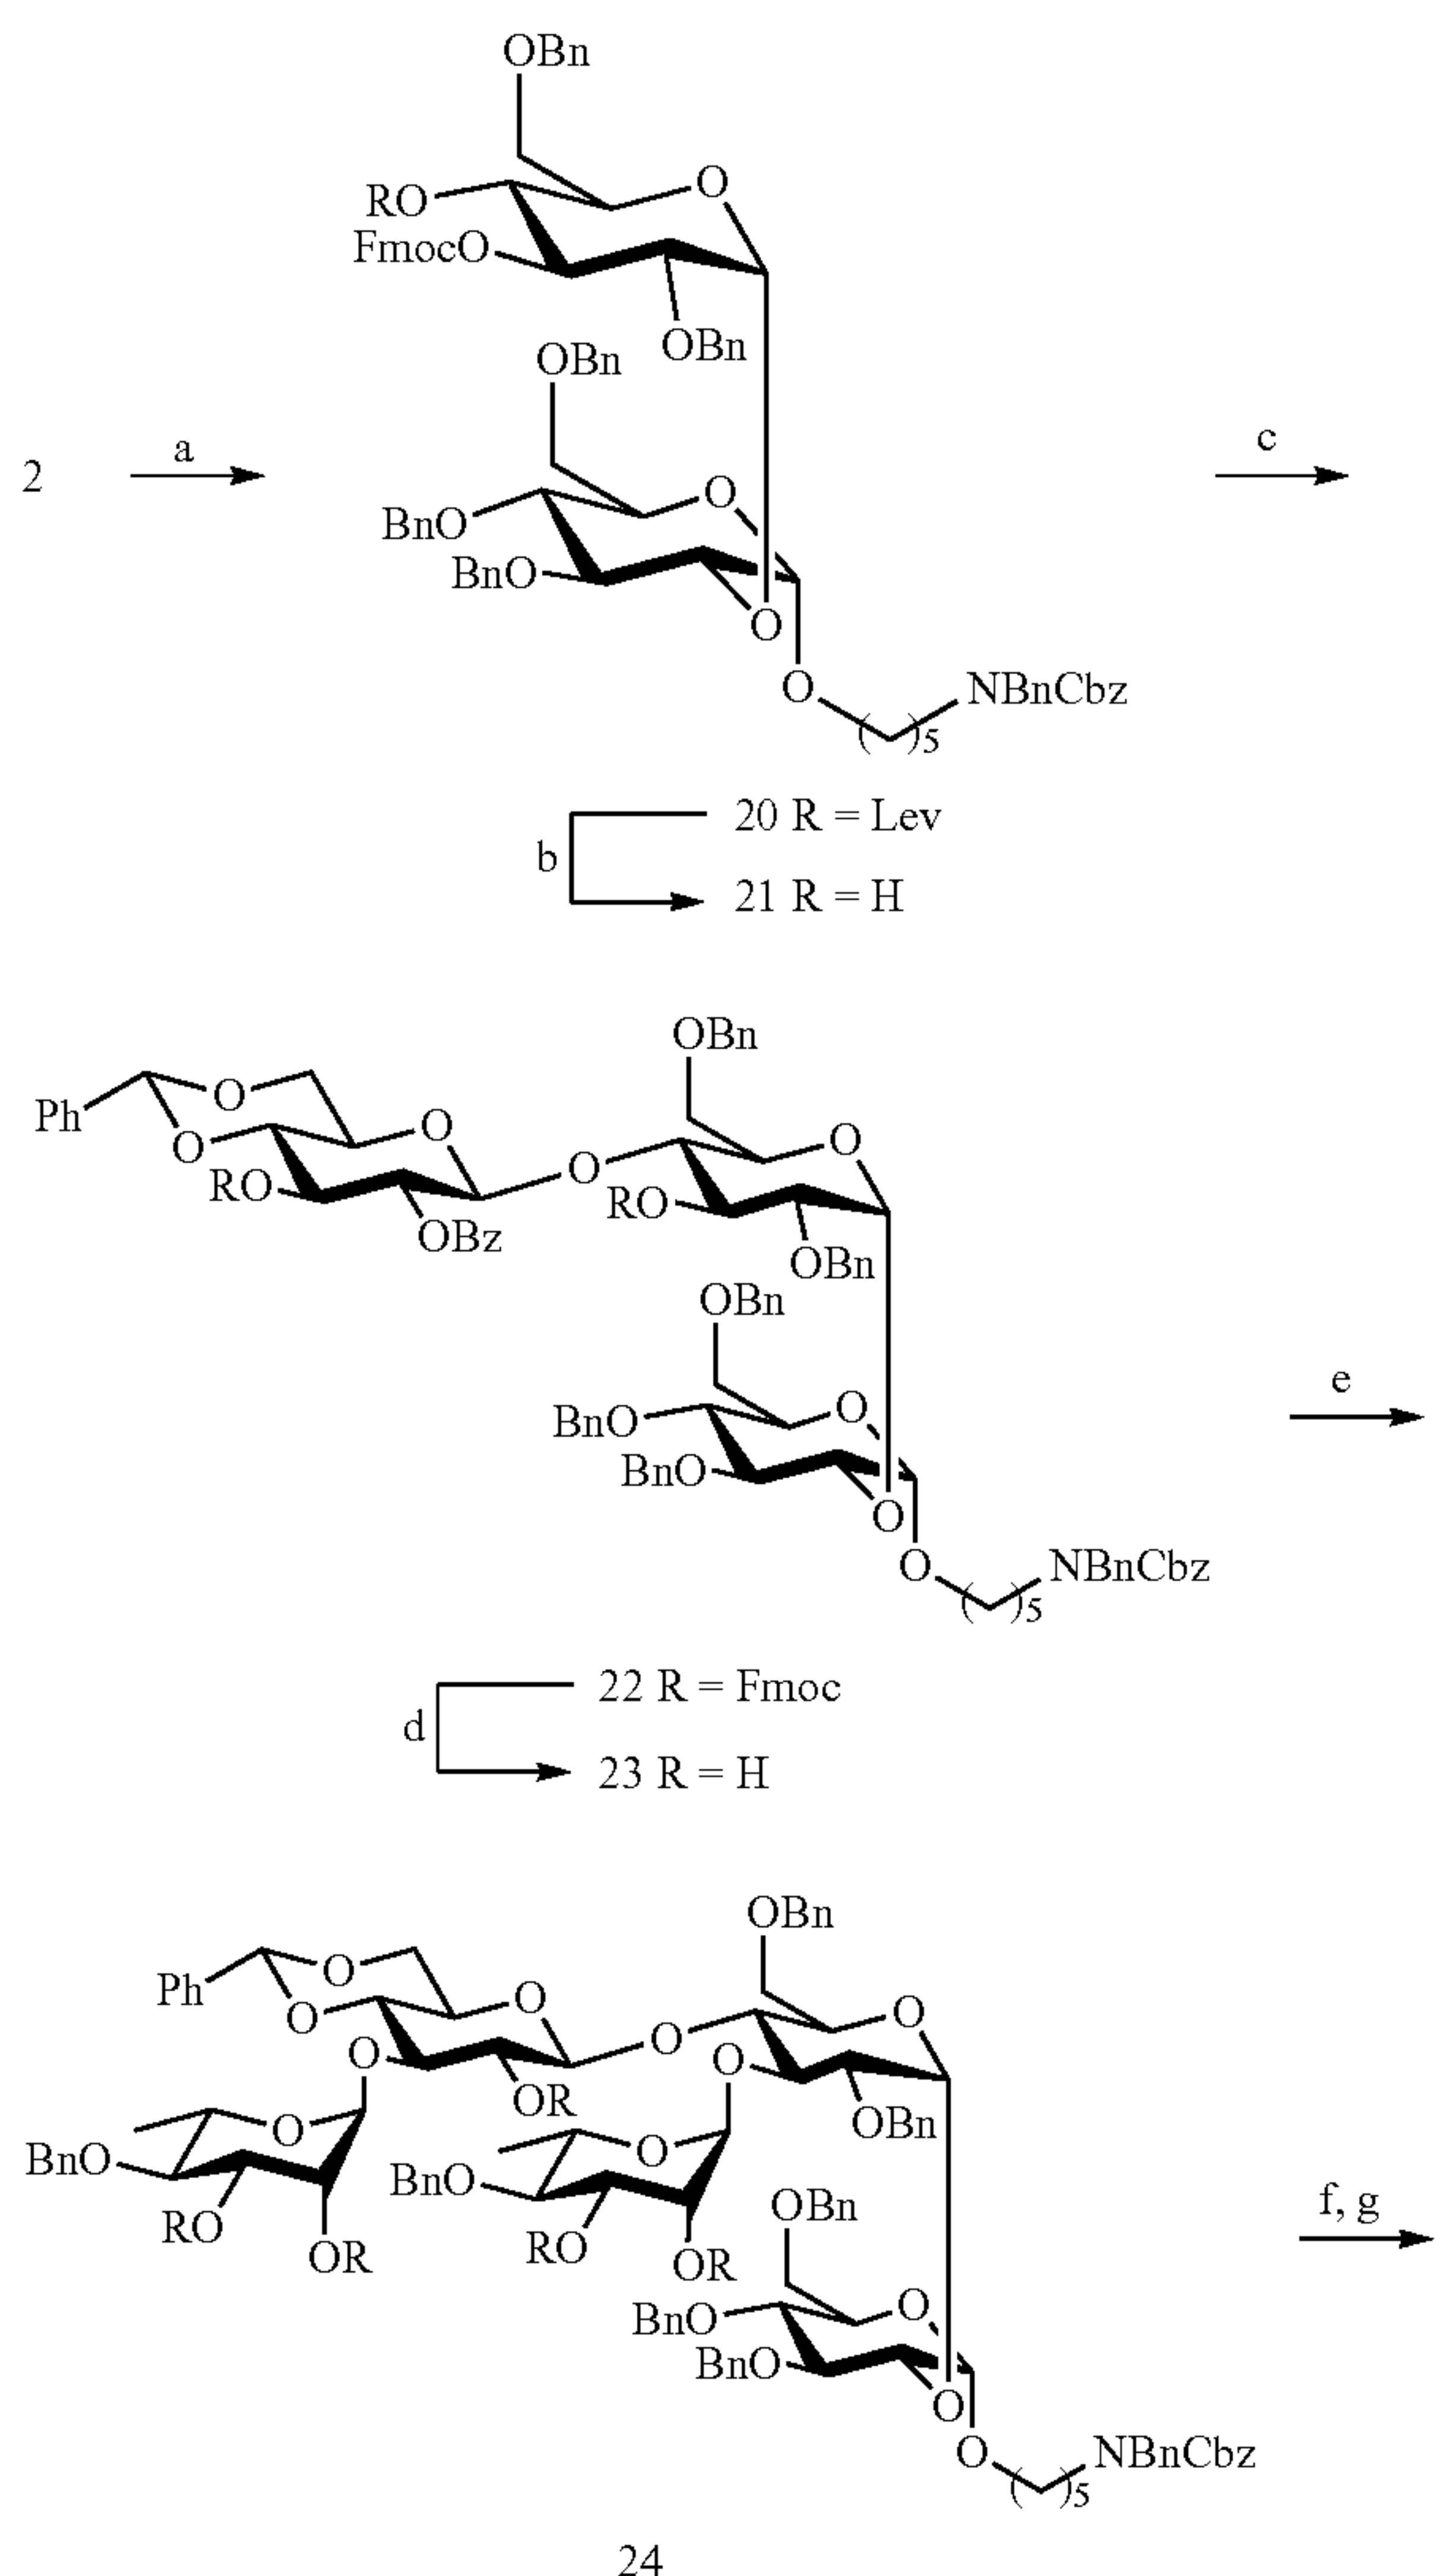 OBn
O
RO
FmocO
OBn
OBn
2
a
c
O
BnO
BnO
O
O
NBnCbz
( )5
20 R = Lev
b
21 R = H
OBn
O
Ph
O
O
O
O
RO
RO
OBz
OBn
OBn
O
BnO
BnO
e
O
O
NBnCbz
( )5
22 R = Fmoc
d
23 R = H
OBn
O
Ph
O
O
O
O
O
O
OR
OBn
O
O
BnO
BnO
OBn
RO
OR
RO
OR
f, g
O
BnO
BnO
O
O
NBnCbz
( )5
24